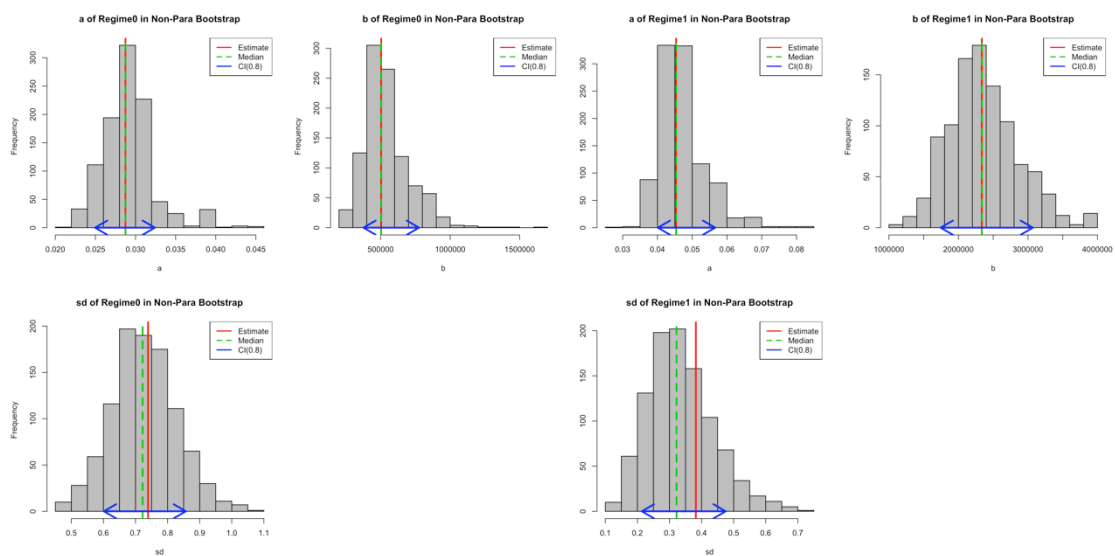 a of Regime0 in Non-Para Bootstrap
Estimate
Median
CI(0.8)
Frequency
0 50 100 150 200 250 300
0.020 0.025 0.030 0.035 0.040 0.045
a
b of Regime0 in Non-Para Bootstrap
Estimate
Median
CI(0.8)
0 50 100 150 200 250 300
500000 1000000 1500000
b
a of Regime1 in Non-Para Bootstrap
Estimate
Median
CI(0.8)
0 50 100 150 200 250 300
0.03 0.04 0.05 0.06 0.07 0.08
a
b of Regime1 in Non-Para Bootstrap
Estimate
Median
CI(0.8)
Frequency
0 50 100 150
1000000 2000000 3000000 4000000
b
sd of Regime0 in Non-Para Bootstrap
Estimate
Median
CI(0.8)
Frequency
0 50 100 150 200
0.5 0.6 0.7 0.8 0.9 1.0 1.1
sd
sd of Regime1 in Non-Para Bootstrap
Estimate
Median
CI(0.8)
0 50 100 150 200
0.1 0.2 0.3 0.4 0.5 0.6 0.7
sd